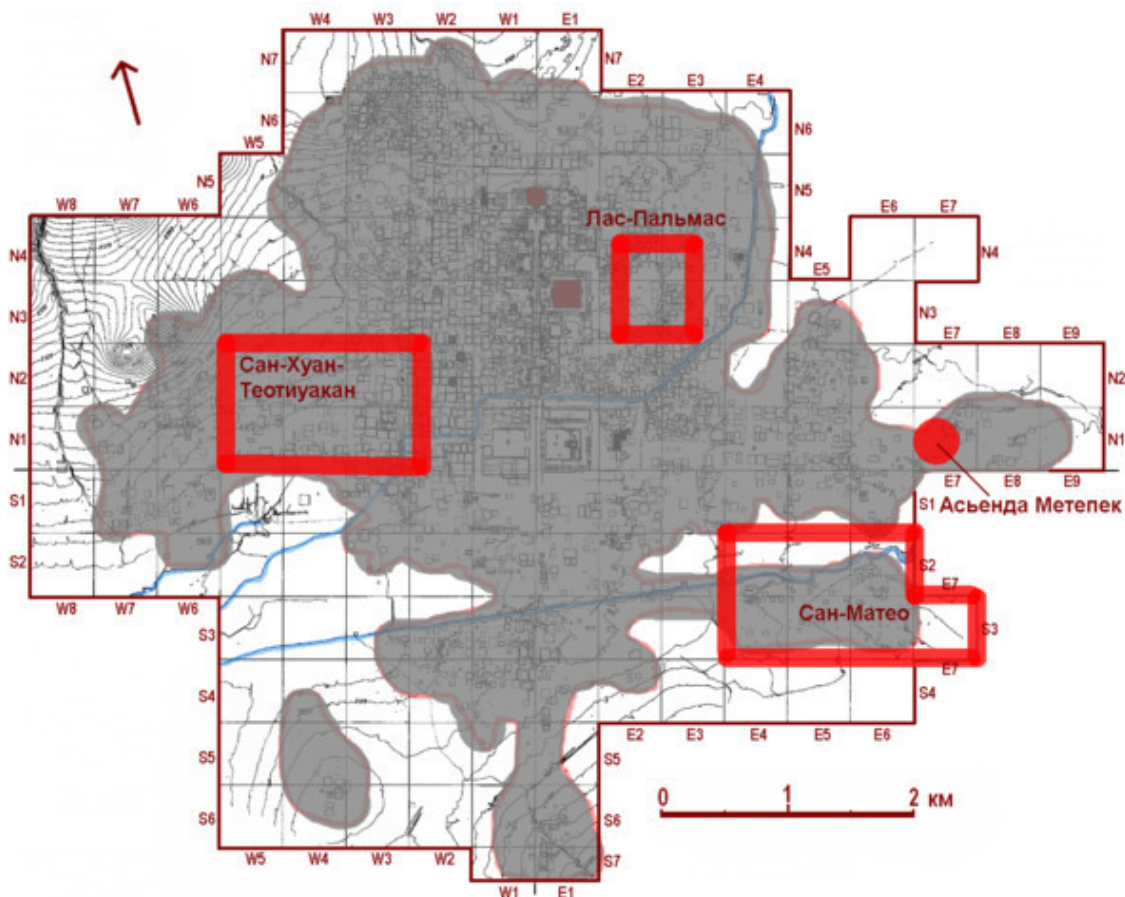 W4 W3 W2 W1 E1
N7 N7
E2 E3 E4
N6 N6
W5
N5 N5
W8 W7 W6
E6 E7
Лас-Пальмас
N4 N4 N4
E5
N3 N3
E7 E8 E9
Сан-Хуан-
Теотиуакан
N2 N2
N1 N1
E7 E8 E9
S1 S1
Асьенда Метепек
S2 S2
W8 W7 W6
E7
Сан-Матео
S3 S3
E7
S4 S4
E2 E3 E4 E5 E6
S5 S5
0 1 2 км
S6 S6
W5 W4 W3 W2
S7
W1 E1